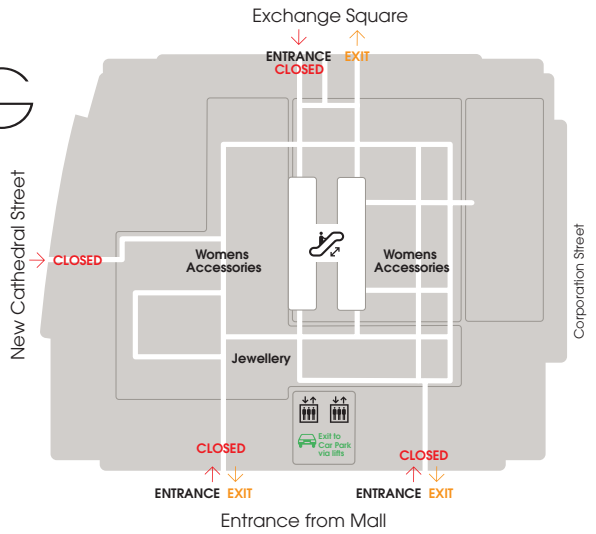 Exchange Square
ENTRANCE EXIT
CLOSED
G
New Cathedral Street
CLOSED
Womens
Accessories
Womens
Accessories
Corporation Street
Jewellery
Exit to
Car Park
via lifts
CLOSED
CLOSED
ENTRANCE EXIT
ENTRANCE EXIT
Entrance from Mall